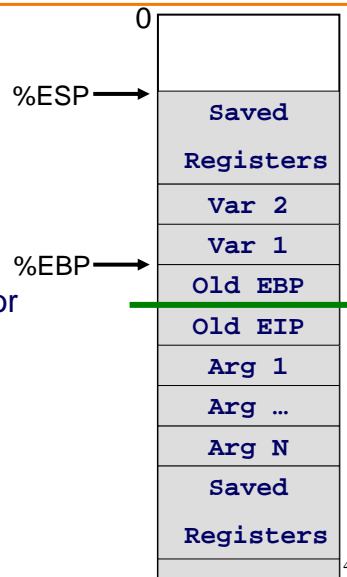 0
%ESP
Saved
Registers
Var 2
Var 1
%EBP
Old EBP
or
Old EIP
Arg 1
Arg …
Arg N
Saved
Registers
4